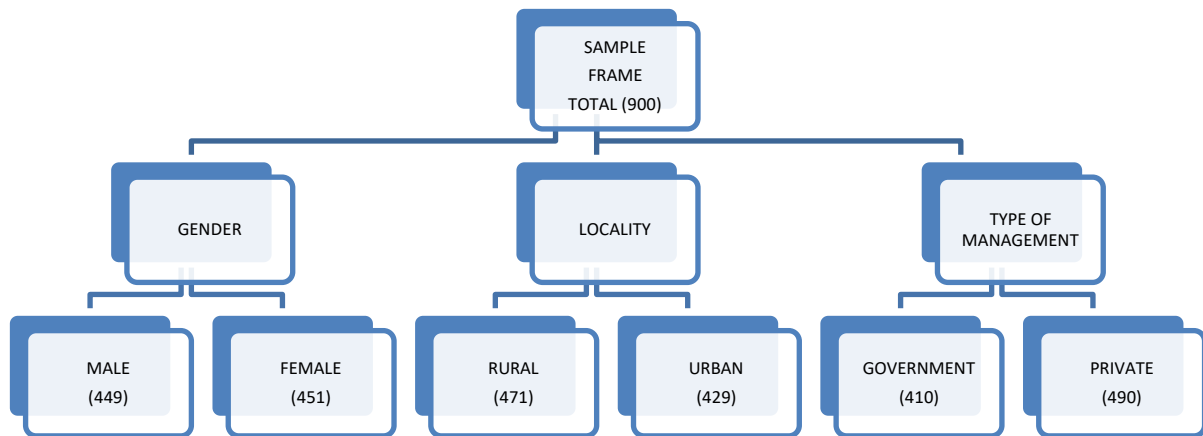 SAMPLE
FRAME
TOTAL (900)
GENDER
LOCALITY
TYPE OF
MANAGEMENT
MALE
(449)
FEMALE
(451)
RURAL
(471)
URBAN
(429)
GOVERNMENT
(410)
PRIVATE
(490)